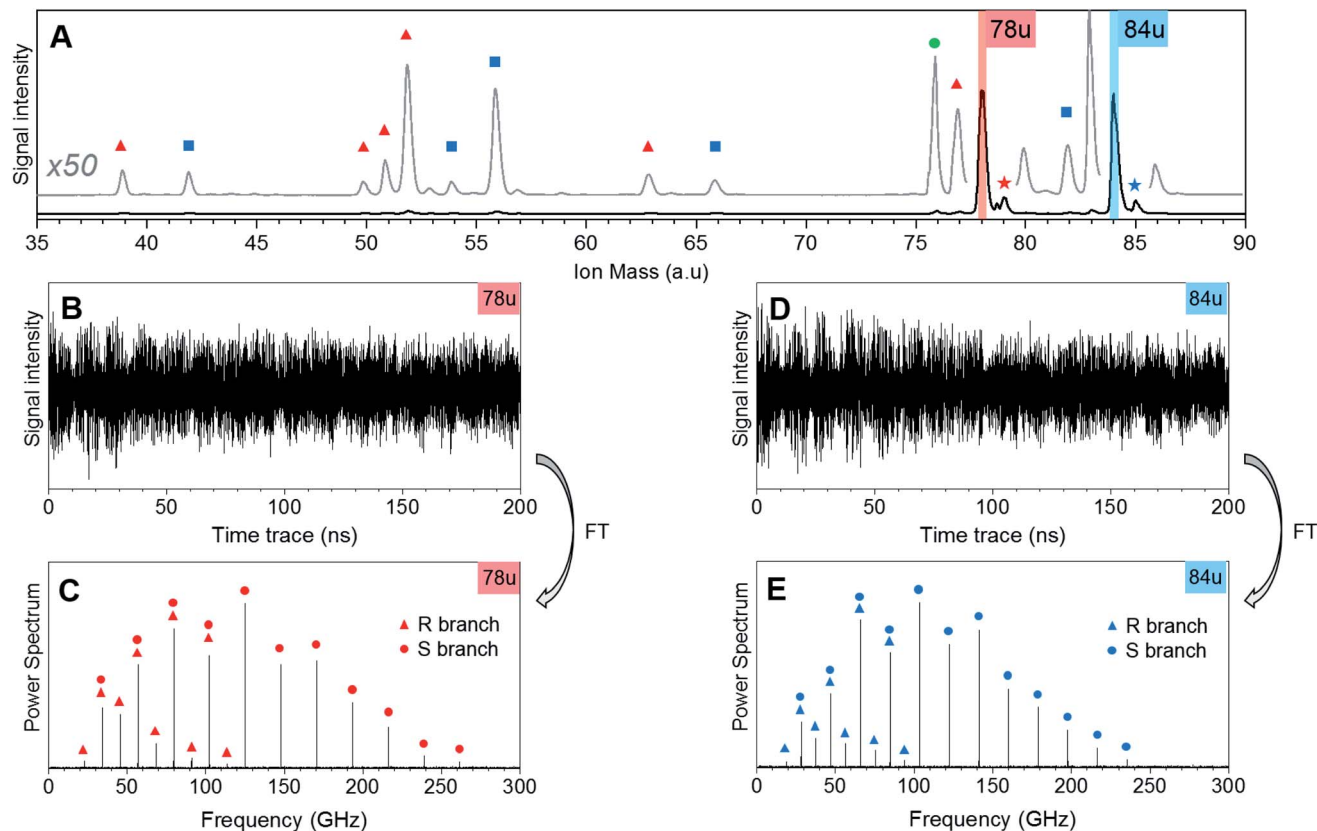 A
78u
84u
x50
Signal intensity
35 40 45 50 55 60 65 70 75 80 85 90
Ion Mass (a.u)
B
78u
Signal intensity
0 50 100 150 200
Time trace (ns)
D
84u
Signal intensity
0 50 100 150 200
Time trace (ns)
FT
FT
C
78u
R branch
S branch
Power Spectrum
0 50 100 150 200 250 300
Frequency (GHz)
E
84u
R branch
S branch
Power Spectrum
0 50 100 150 200 250 300
Frequency (GHz)